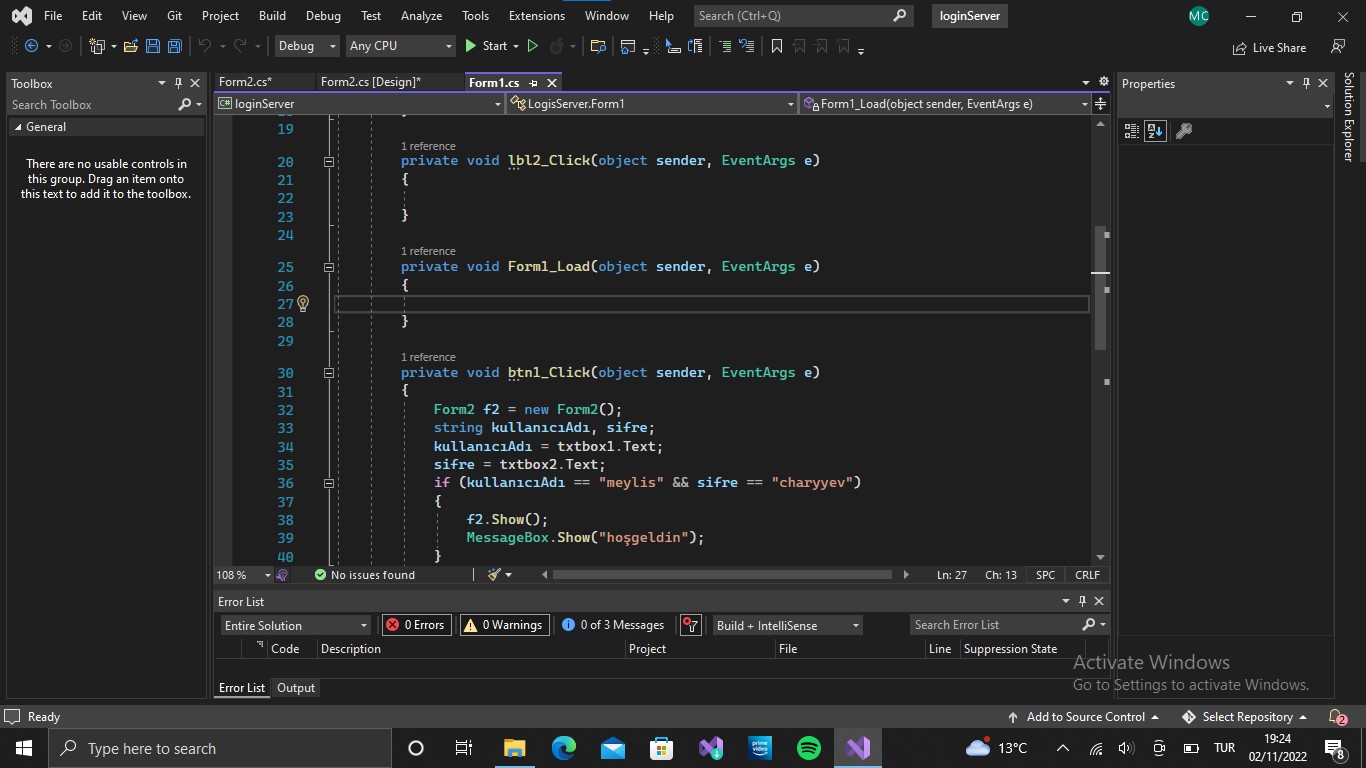 File Edit View Git Project Build Debug Test Analyze Tools Extensions Window Help Search (Ctrl+Q) loginServer MC
Debug Any CPU Start Live Share
Toolbox
Search Toolbox
General
There are no usable controls in
this group. Drag an item onto
this text to add it to the toolbox.
Form2.cs* Form2.cs [Design]* Form1.cs
C# loginServer LogisServer.Form1 Form1_Load(object sender, EventArgs e)
19
1 reference
20 private void lbl2_Click(object sender, EventArgs e)
21 {
22
23 }
24
1 reference
25 private void Form1_Load(object sender, EventArgs e)
26 {
27
28 }
29
1 reference
30 private void btn1_Click(object sender, EventArgs e)
31 {
32 Form2 f2 = new Form2();
33 string kullanıcıAdı, sifre;
34 kullanıcıAdı = txtbox1.Text;
35 sifre = txtbox2.Text;
36 if (kullanıcıAdı == "meylis" && sifre == "charyyev")
37 {
38 f2.Show();
39 MessageBox.Show("hoşgeldin");
40 }
108 % No issues found Ln: 27 Ch: 13 SPC CRLF
Error List
Entire Solution 0 Errors 0 Warnings 0 of 3 Messages Build + IntelliSense Search Error List
Code Description Project File Line Suppression State
Error List Output
Properties
Solution Explorer
Activate Windows
Go to Settings to activate Windows.
Ready Add to Source Control Select Repository 2
Type here to search prime video 13°C TUR 19:24
02/11/2022 8